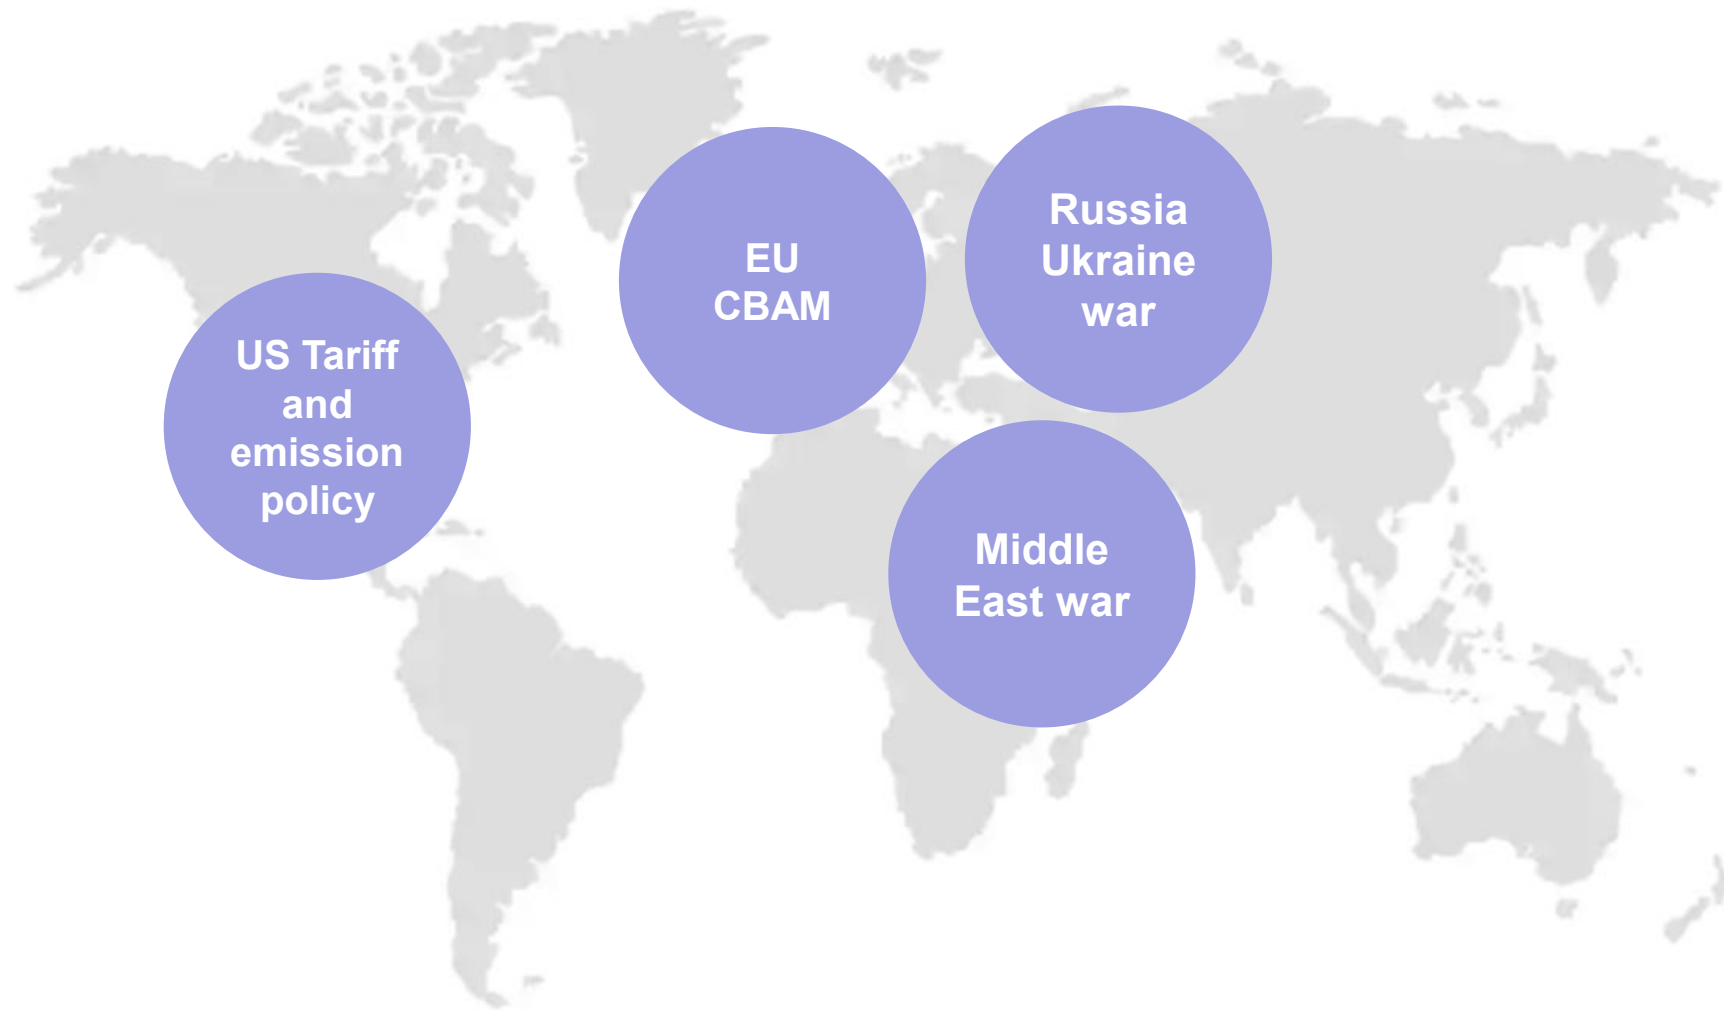 US Tariff
and
emission
policy
EU
CBAM
Russia
Ukraine
war
Middle
East war